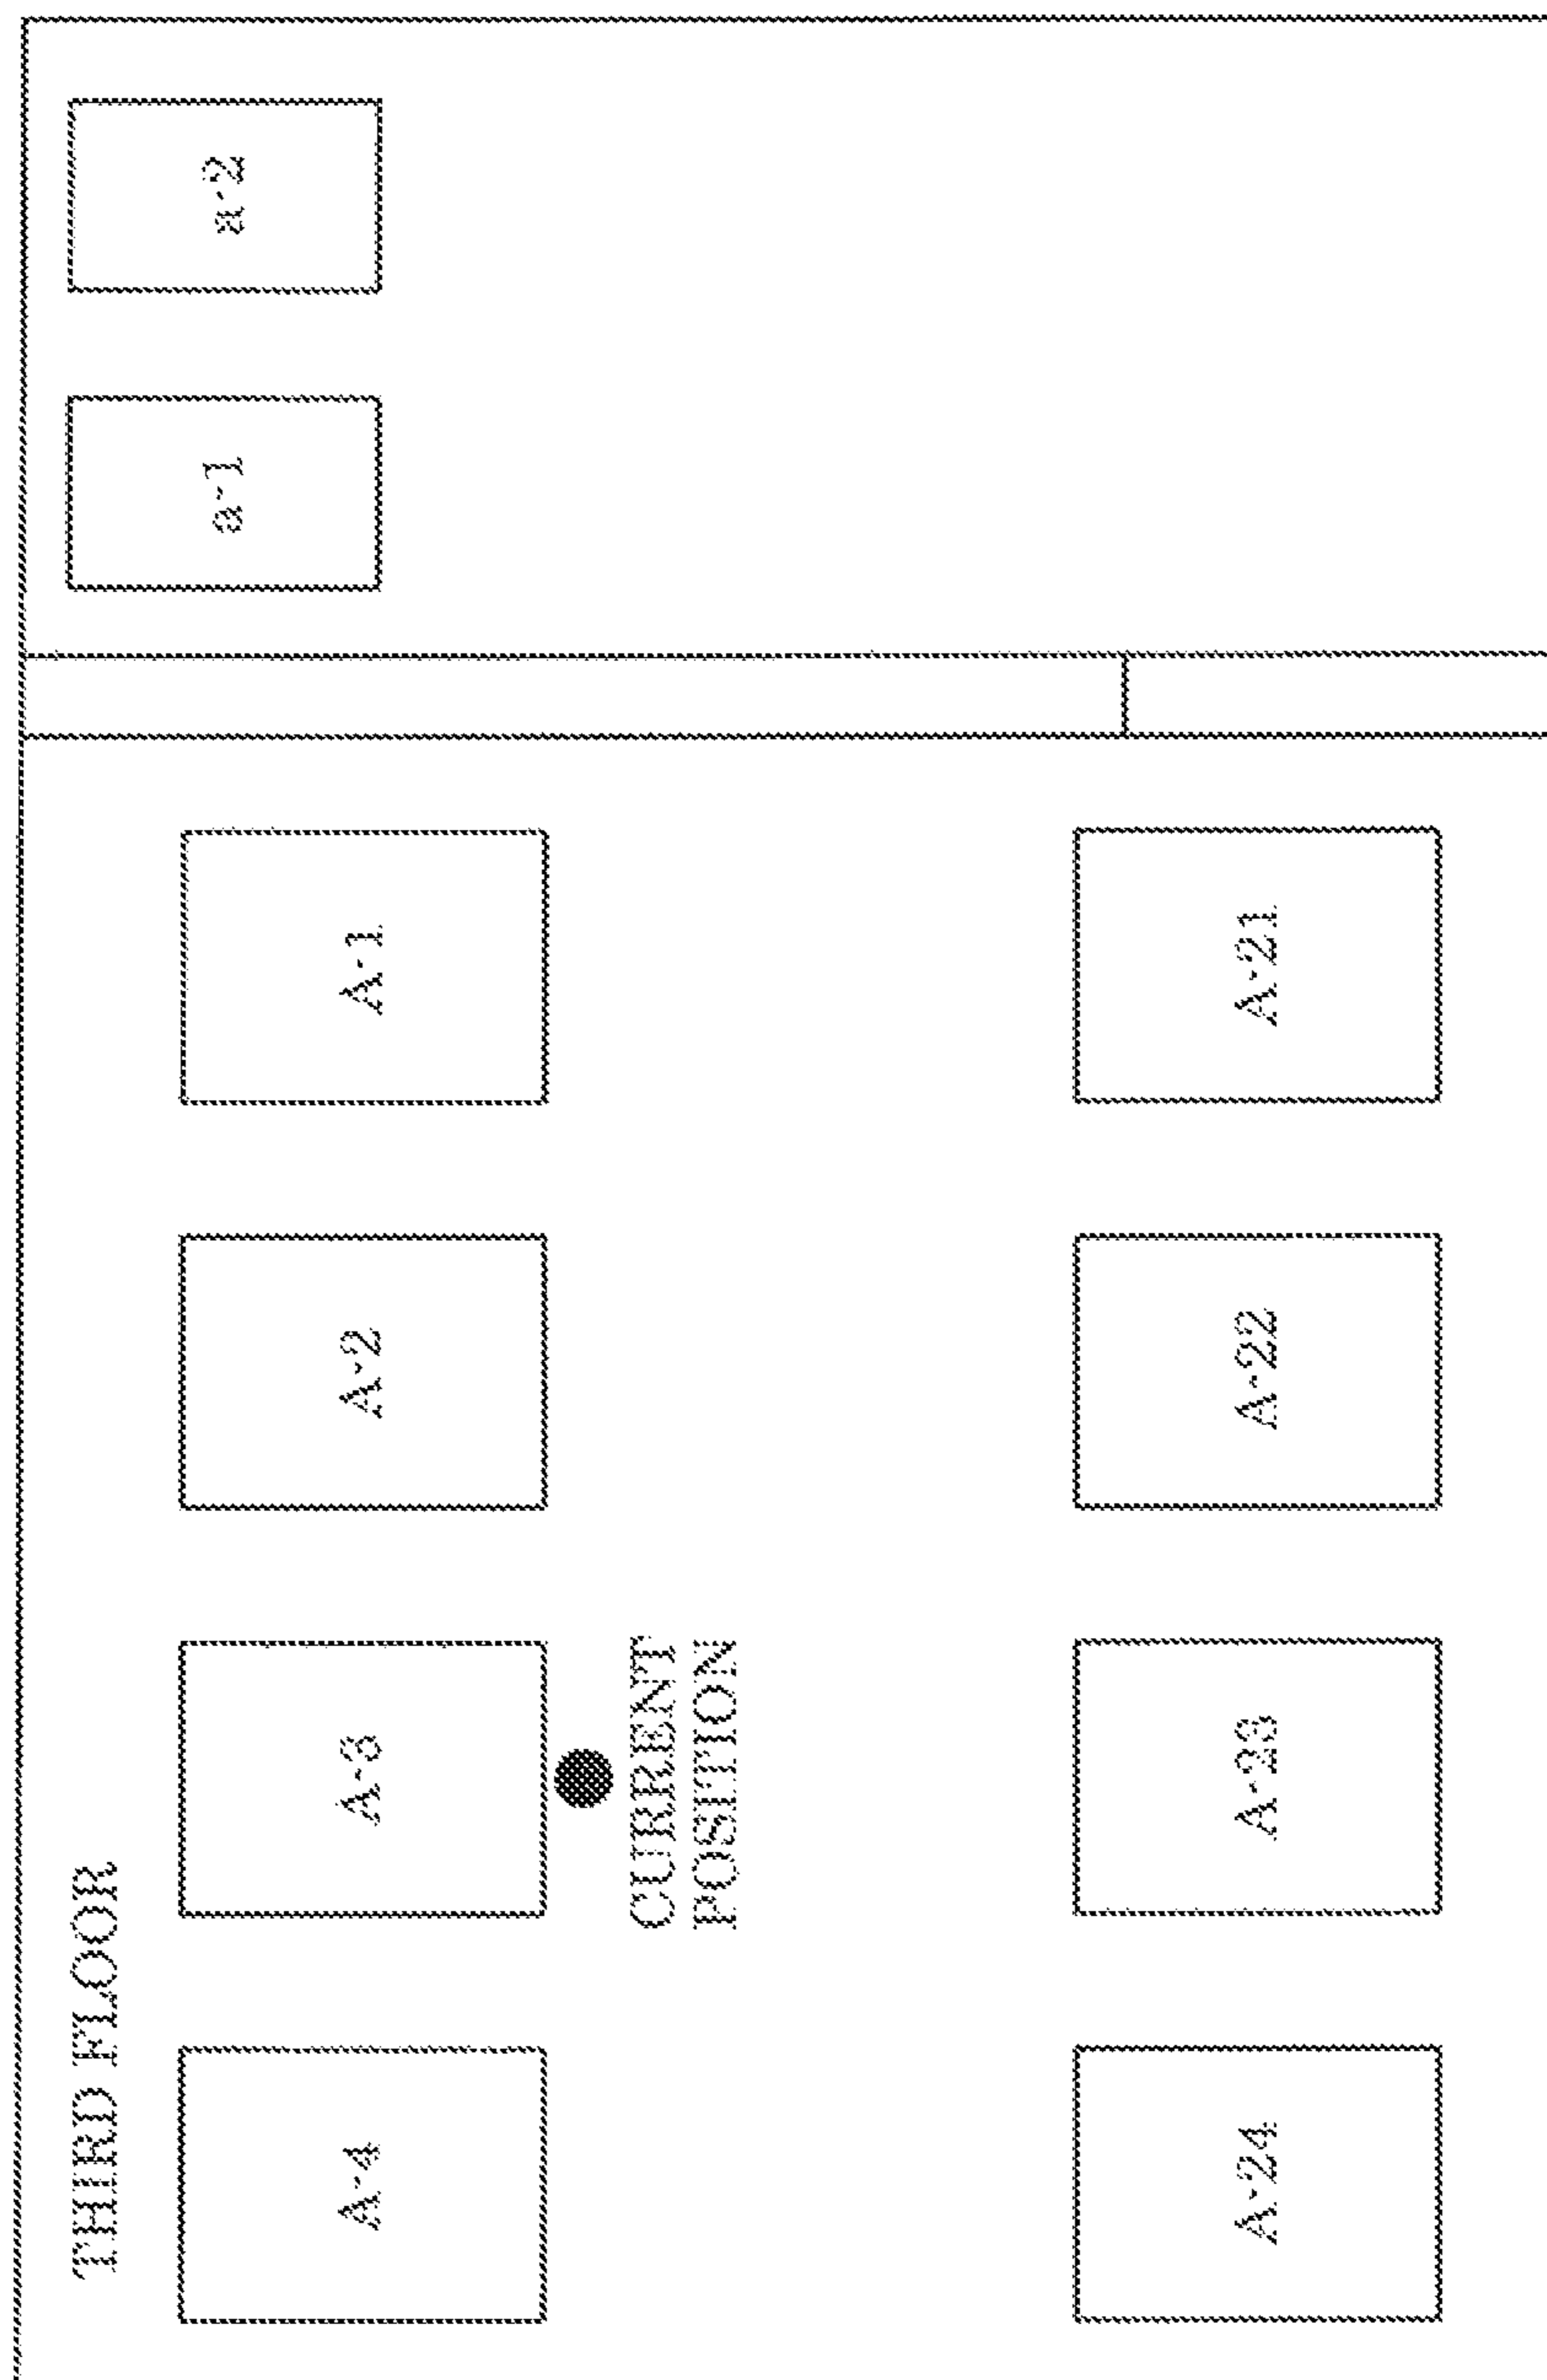 THIRD FLOOR
A-4
A-3
A-2
A-1
a-1
a-2
CURRENT
POSITION
A-24
A-23
A-22
A-21